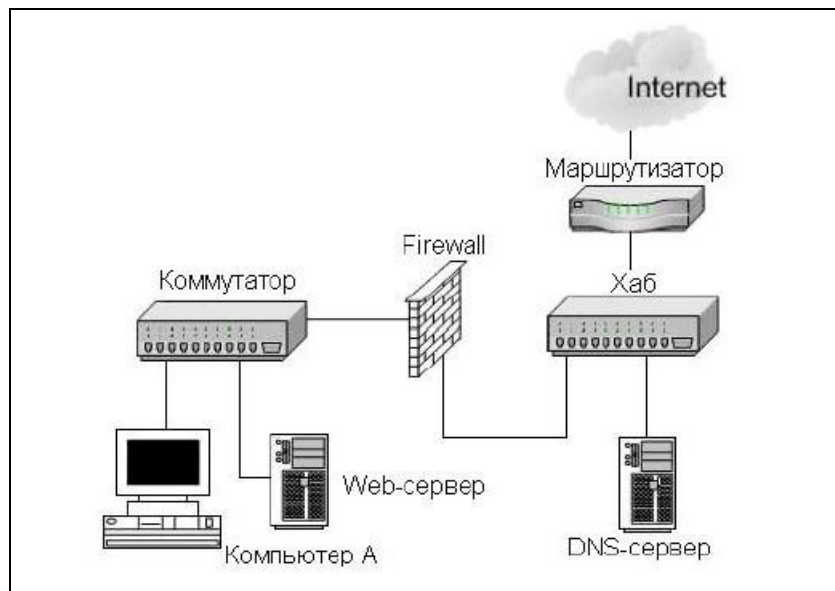 Internet
Маршрутизатор
Firewall
Коммутатор
Хаб
Web-сервер
Компьютер А
DNS-сервер